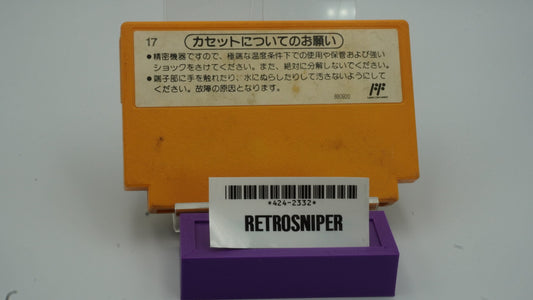 17
カセットについてのお願い
●精密機器ですので、極端な温度条件下での使用や保管および強い
ショックをさけてください。また、絶対に分解しないでください。
●端子部に手を触れたり、水にぬらしたりして汚さないようにして
ください。故障の原因となります。
*424-2332*
RETROSNIPER